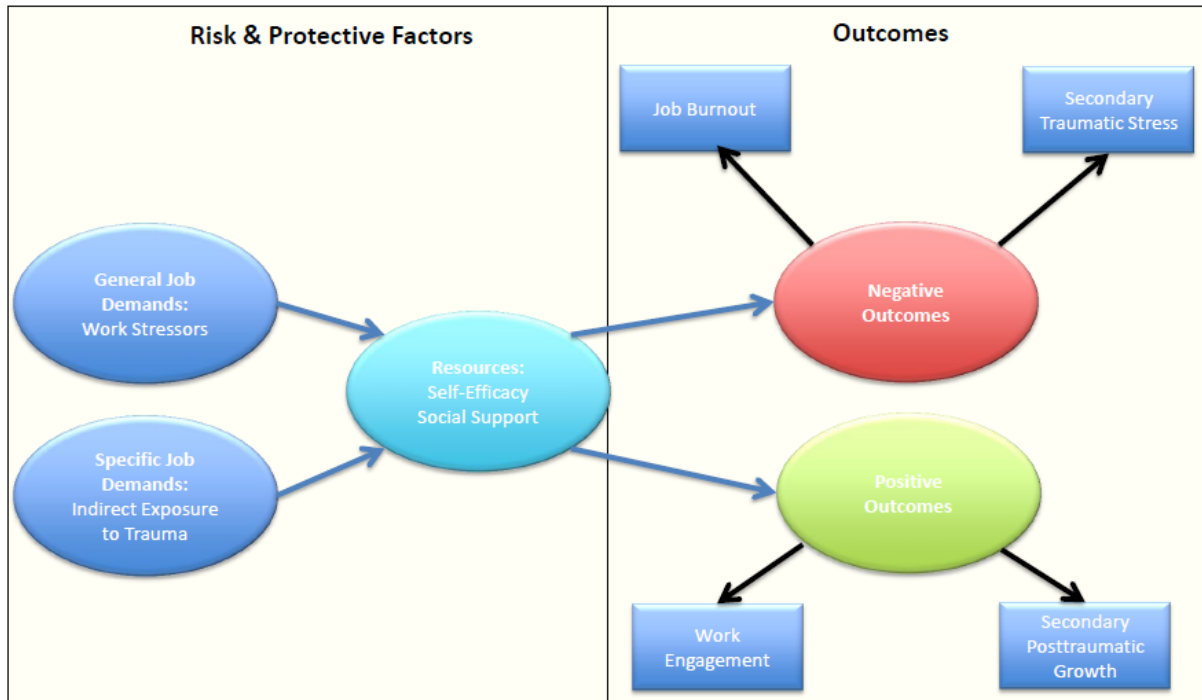 Risk & Protective Factors
General Job
Demands:
Work Stressors
Specific Job
Demands:
Indirect Exposure
to Trauma
Resources:
Self-Efficacy
Social Support
Outcomes
Job Burnout
Secondary
Traumatic Stress
Negative
Outcomes
Positive
Outcomes
Work
Engagement
Secondary
Posttraumatic
Growth